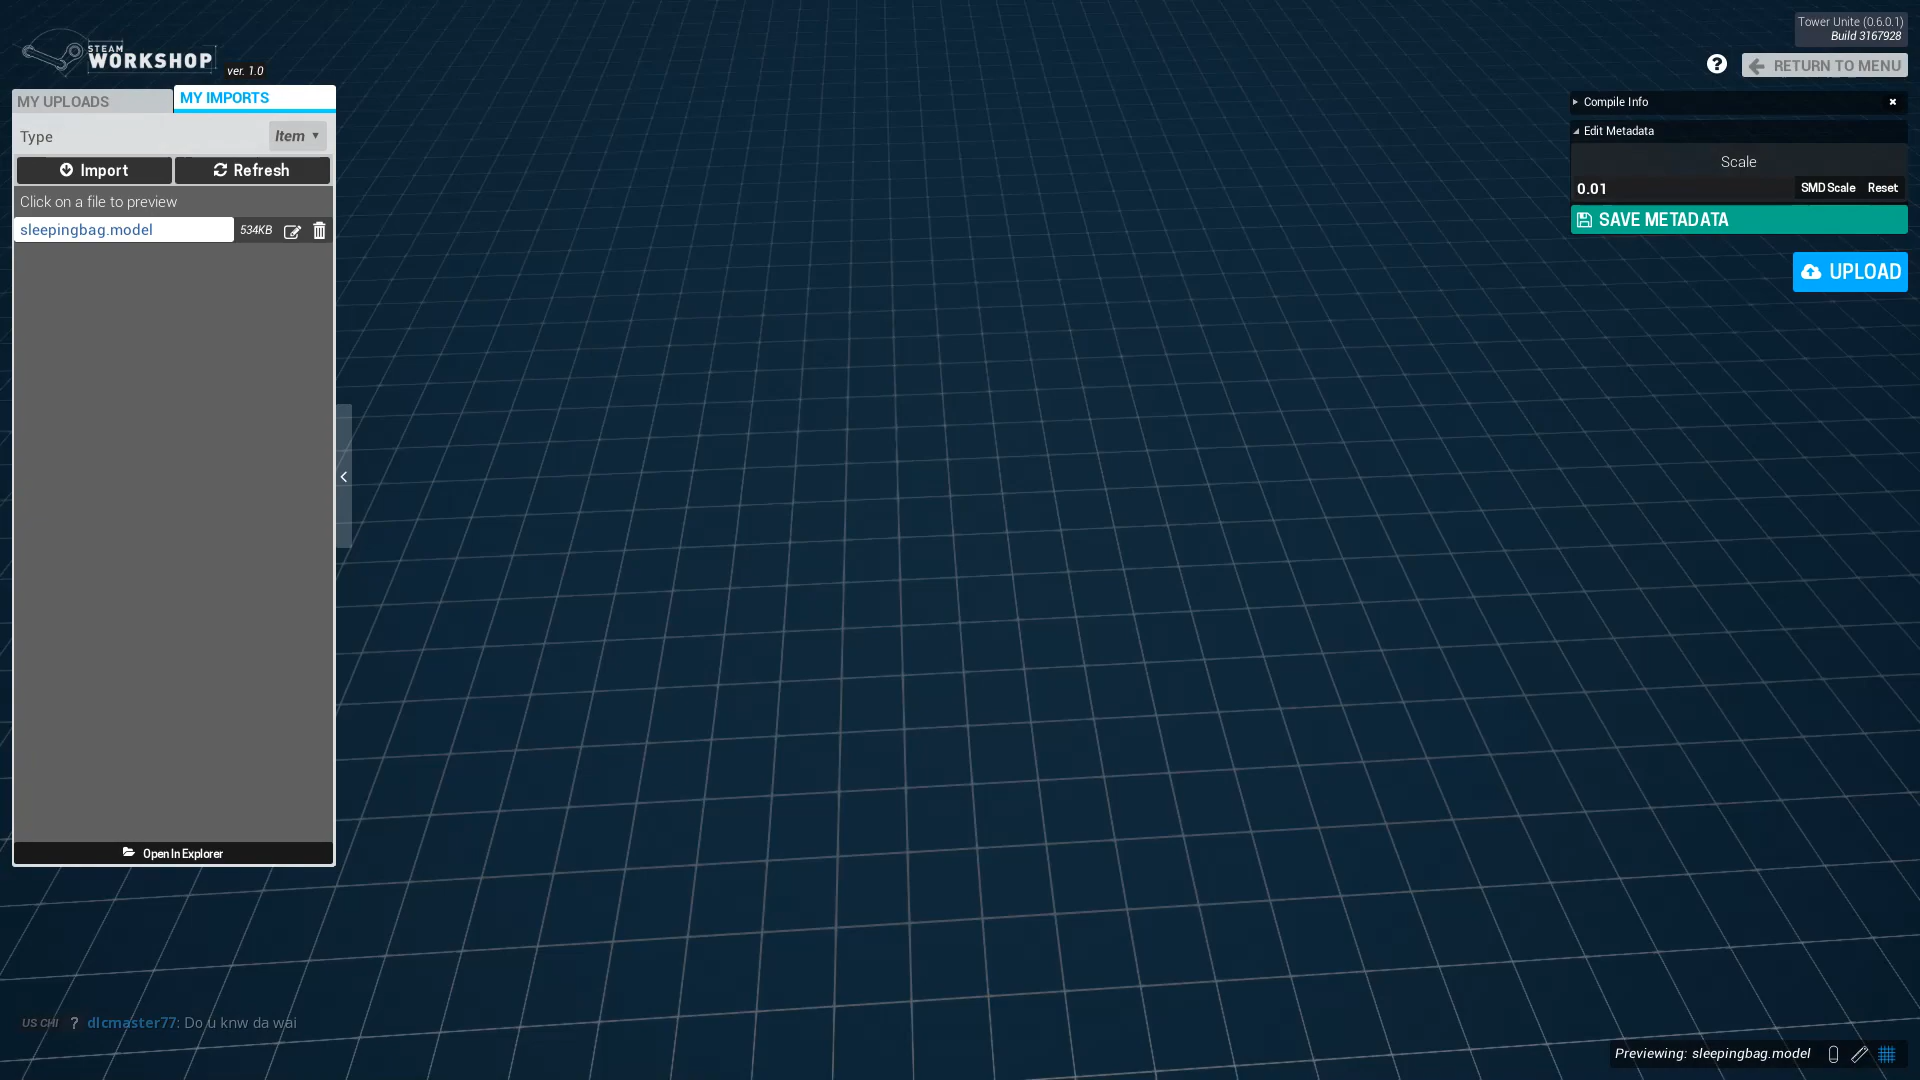 STEAM
WORKSHOP
ver. 1.0
MY UPLOADS
MY IMPORTS
Type
Item
Import
Refresh
Click on a file to preview
sleepingbag.model
534KB
Open In Explorer
US CHI ? dlcmaster77: Do u knw da wai
Tower Unite (0.6.0.1)
Build 3167928
RETURN TO MENU
Compile Info
Edit Metadata
Scale
0.01
SMD Scale
Reset
SAVE METADATA
UPLOAD
Previewing: sleepingbag.model